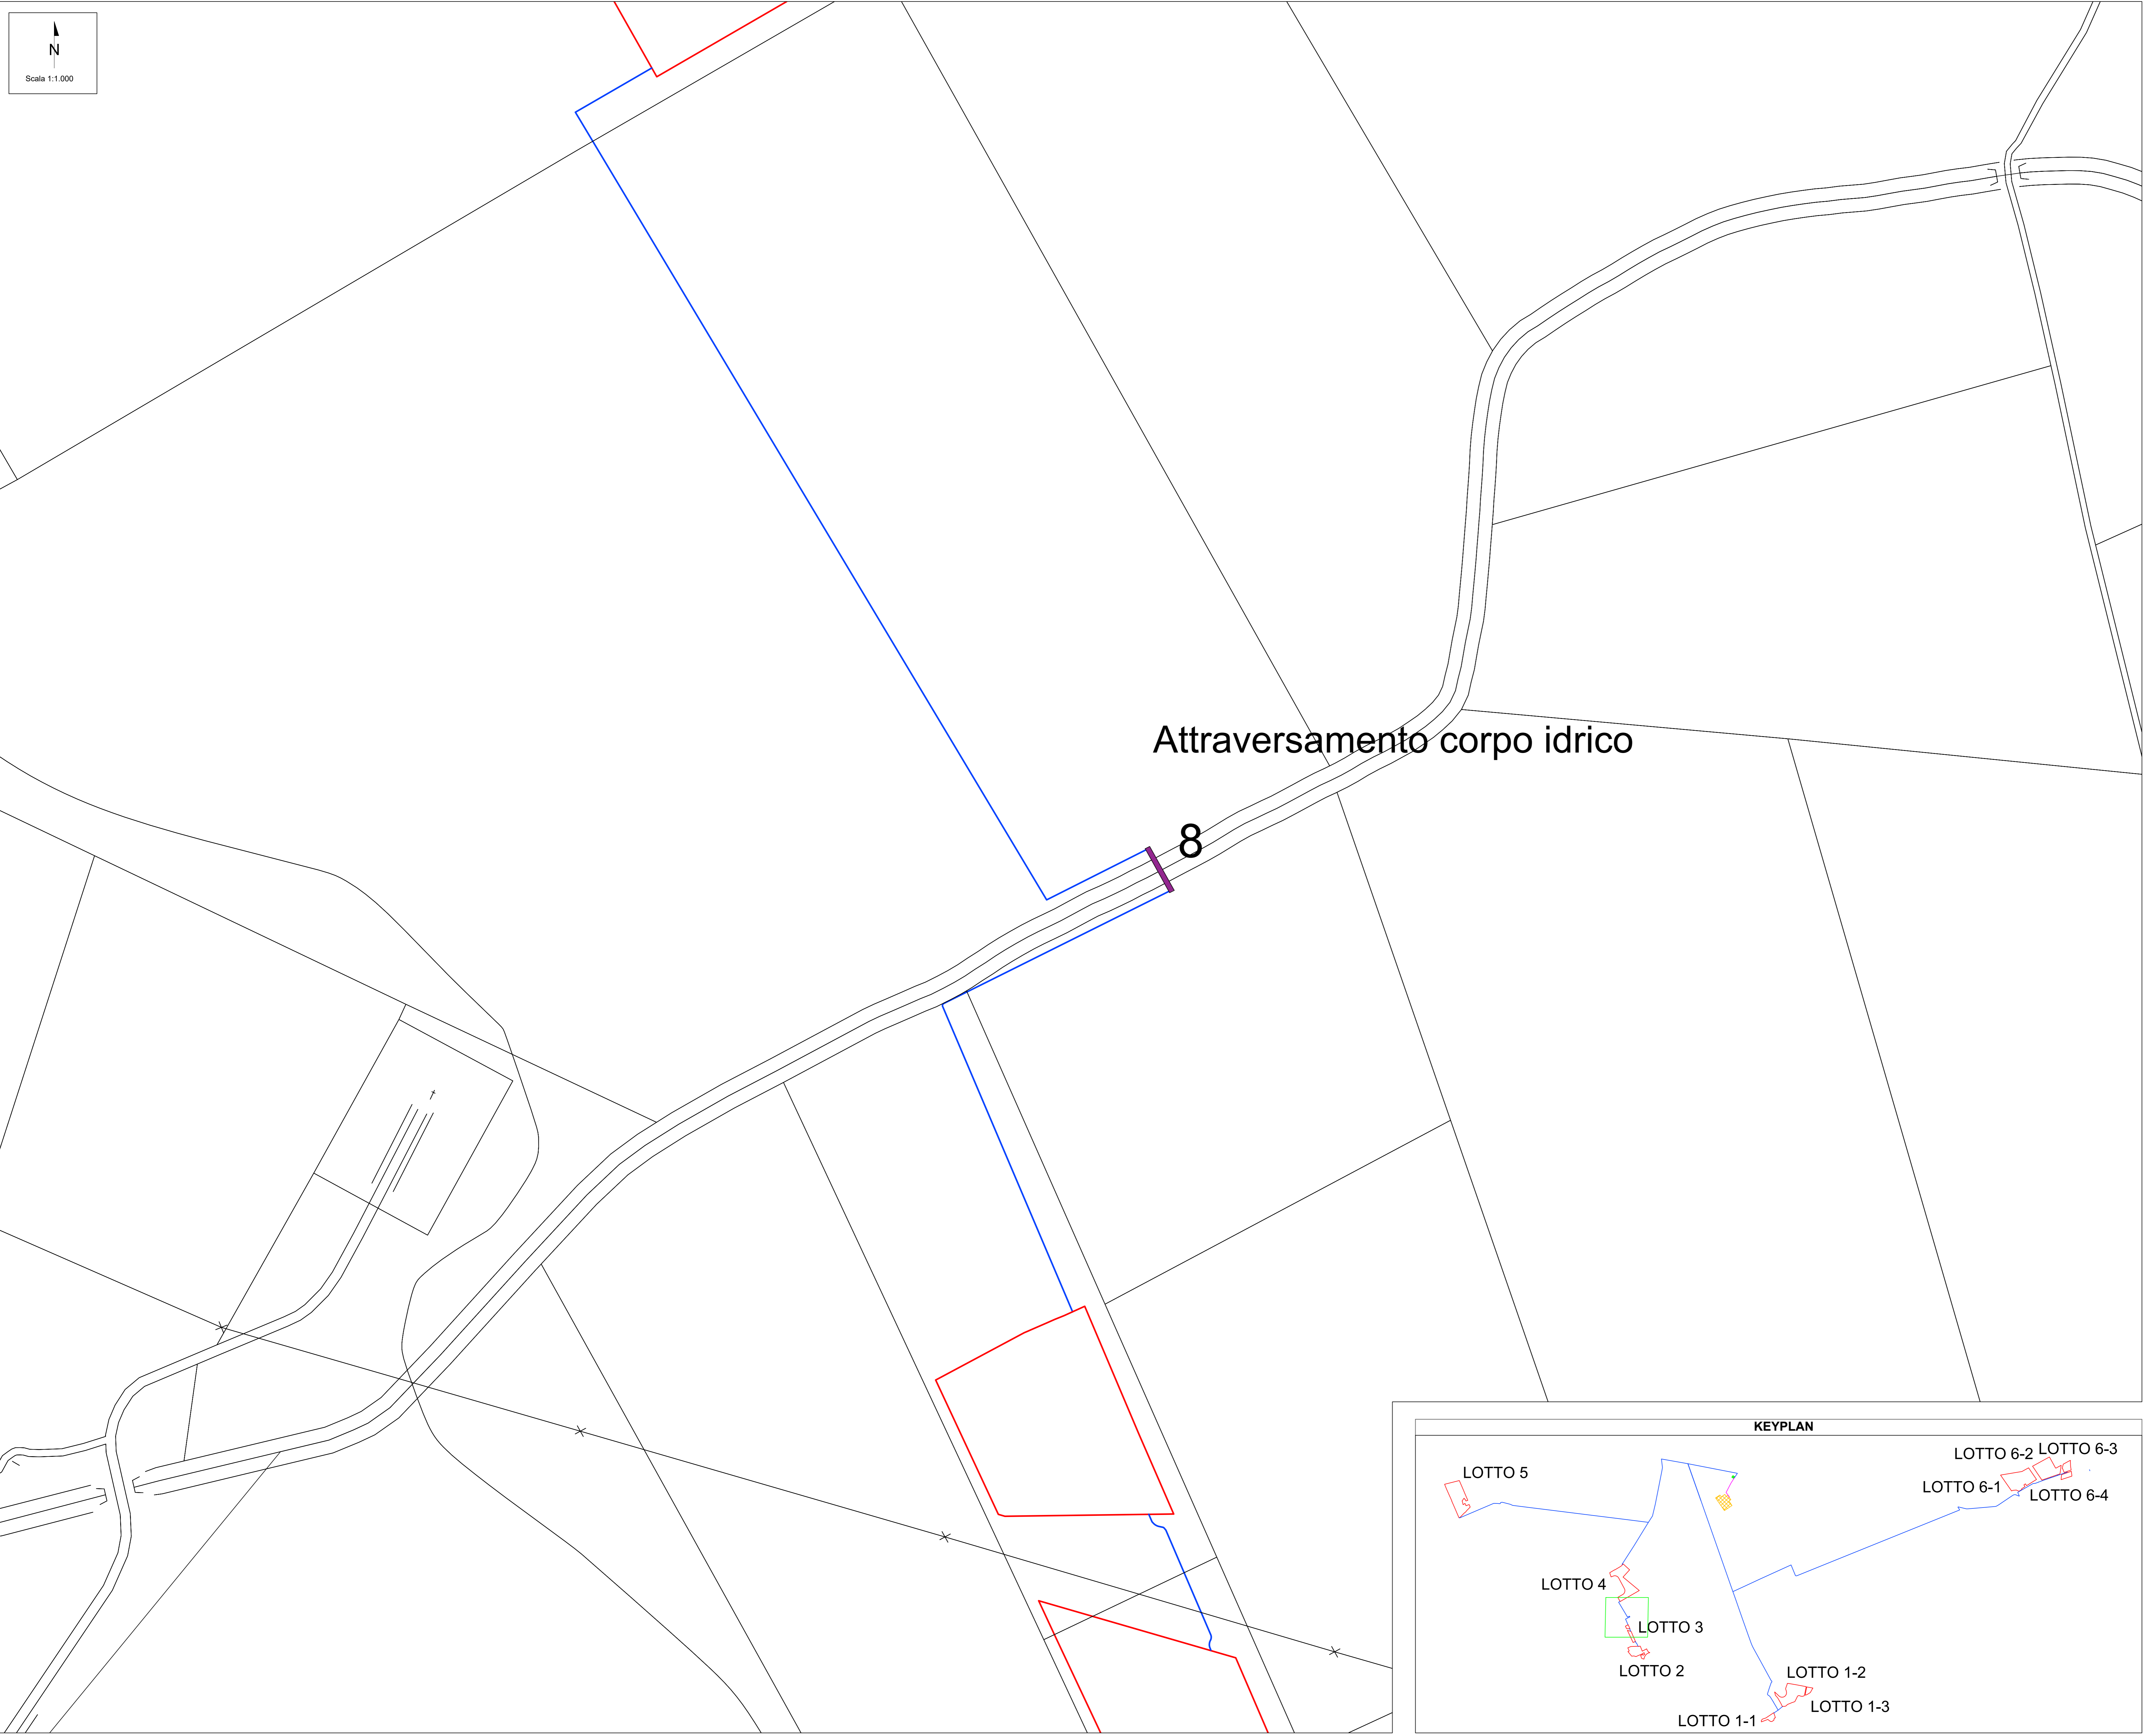 N
Scala 1:1.000
Attraversamento corpo idrico
8
KEYPLAN
LOTTO 5
LOTTO 6-2 LOTTO 6-3
LOTTO 6-1
LOTTO 6-4
LOTTO 4
LOTTO 3
LOTTO 2
LOTTO 1-2
LOTTO 1-3
LOTTO 1-1